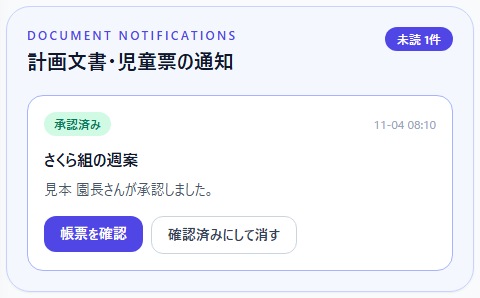 DOCUMENT NOTIFICATIONS
計画文書・児童票の通知
未読 1件
承認済み
11-04 08:10
さくら組の週案
見本 園長さんが承認しました。
帳票を確認
確認済みにして消す